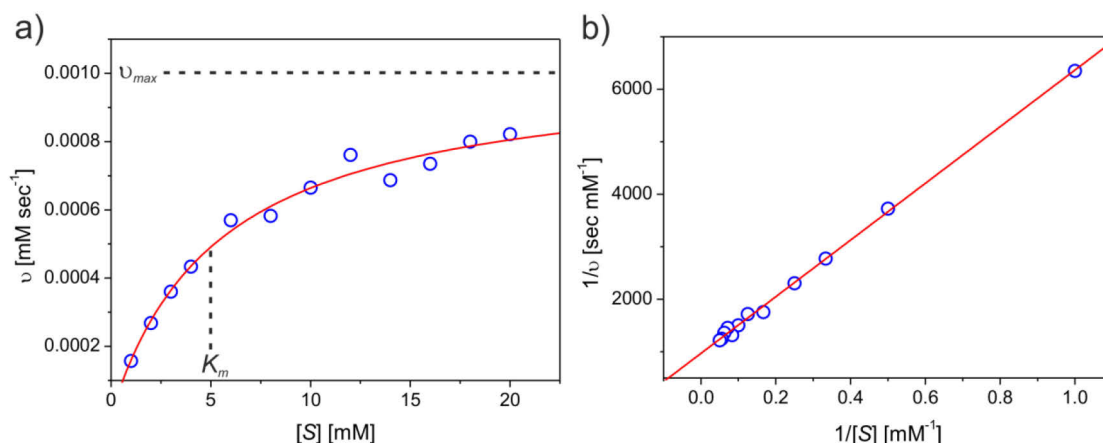 a)
υmax
0.0010
0.0008
0.0006
0.0004
0.0002
υ [mM sec⁻¹]
Km
0 5 10 15 20
[S] [mM]
b)
6000
4000
2000
1/υ [sec mM⁻¹]
0.0 0.2 0.4 0.6 0.8 1.0
1/[S] [mM⁻¹]